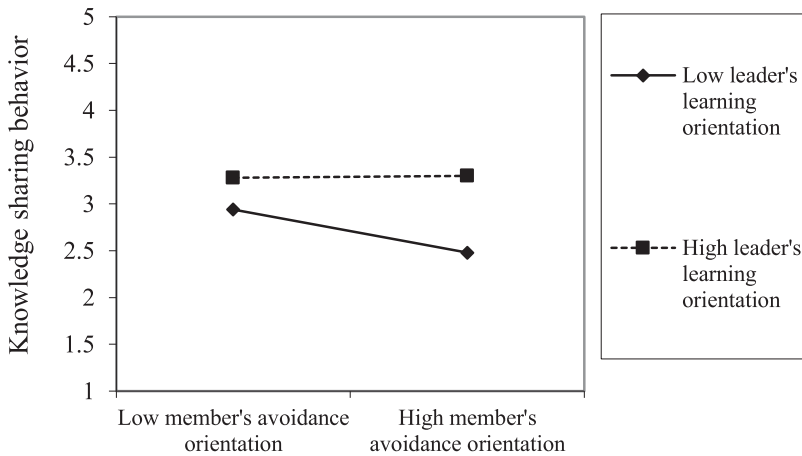 Knowledge sharing behavior
5
4.5
4
3.5
3
2.5
2
1.5
1
Low member's avoidance
orientation
High member's
avoidance orientation
Low leader's
learning
orientation
High leader's
learning
orientation